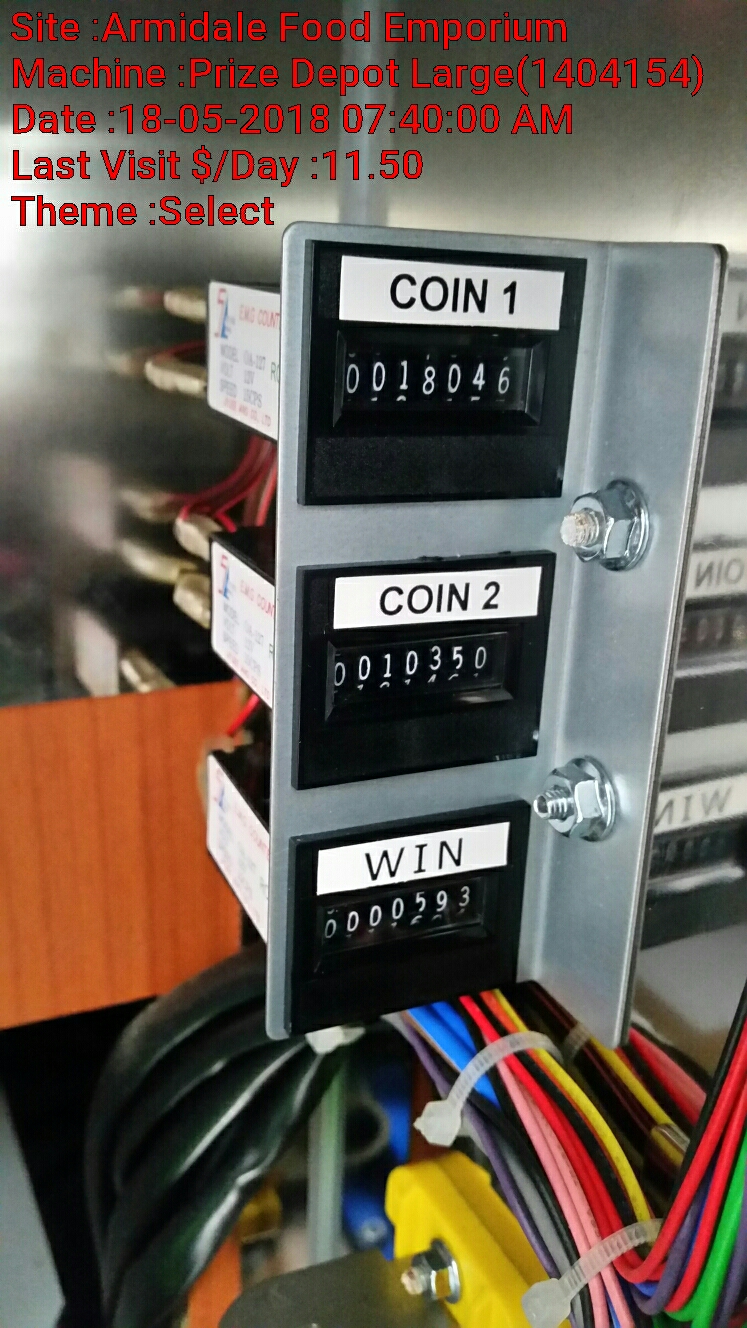 Site :Armidale Food Emporium
Machine :Prize Depot Large(1404154)
Date :18-05-2018 07:40:00 AM
Last Visit $/Day :11.50
Theme :Select
COIN 1
0018046
COIN 2
0010350
WIN
0000593